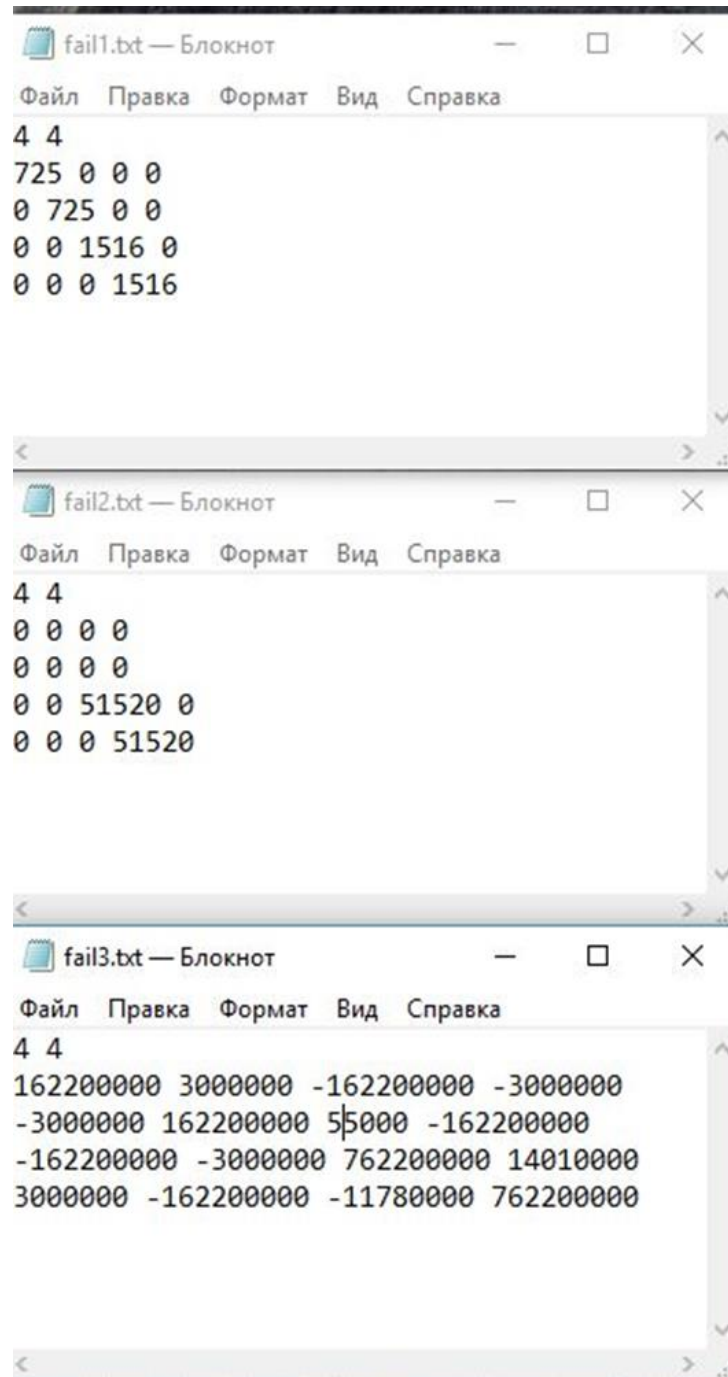 fail1.txt — Блокнот
Файл Правка Формат Вид Справка
4 4
725 0 0 0
0 725 0 0
0 0 1516 0
0 0 0 1516
fail2.txt — Блокнот
Файл Правка Формат Вид Справка
4 4
0 0 0 0
0 0 0 0
0 0 51520 0
0 0 0 51520
fail3.txt — Блокнот
Файл Правка Формат Вид Справка
4 4
162200000 3000000 -162200000 -3000000
-3000000 162200000 55000 -162200000
-162200000 -3000000 762200000 14010000
3000000 -162200000 -11780000 762200000